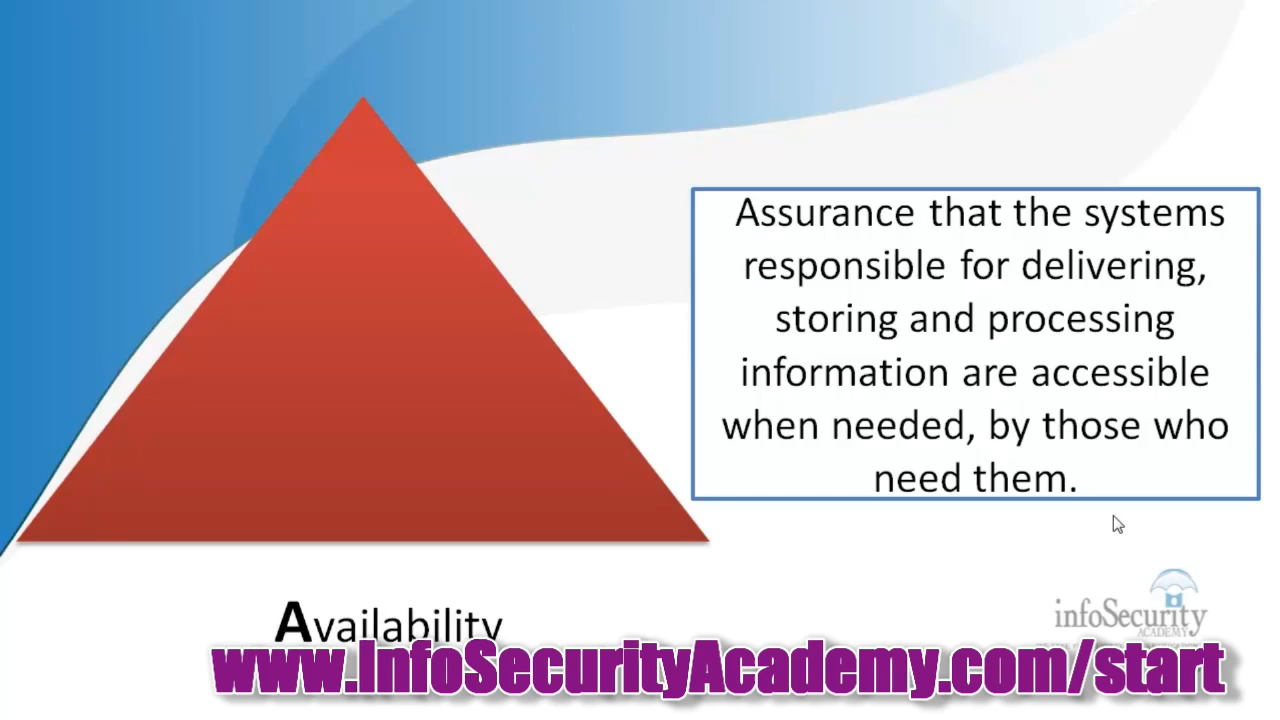 Assurance that the systems
responsible for delivering,
storing and processing
information are accessible
when needed, by those who
need them.
infoSecurity
ACADEMY
Availability
www.InfoSecurityAcademy.com/start